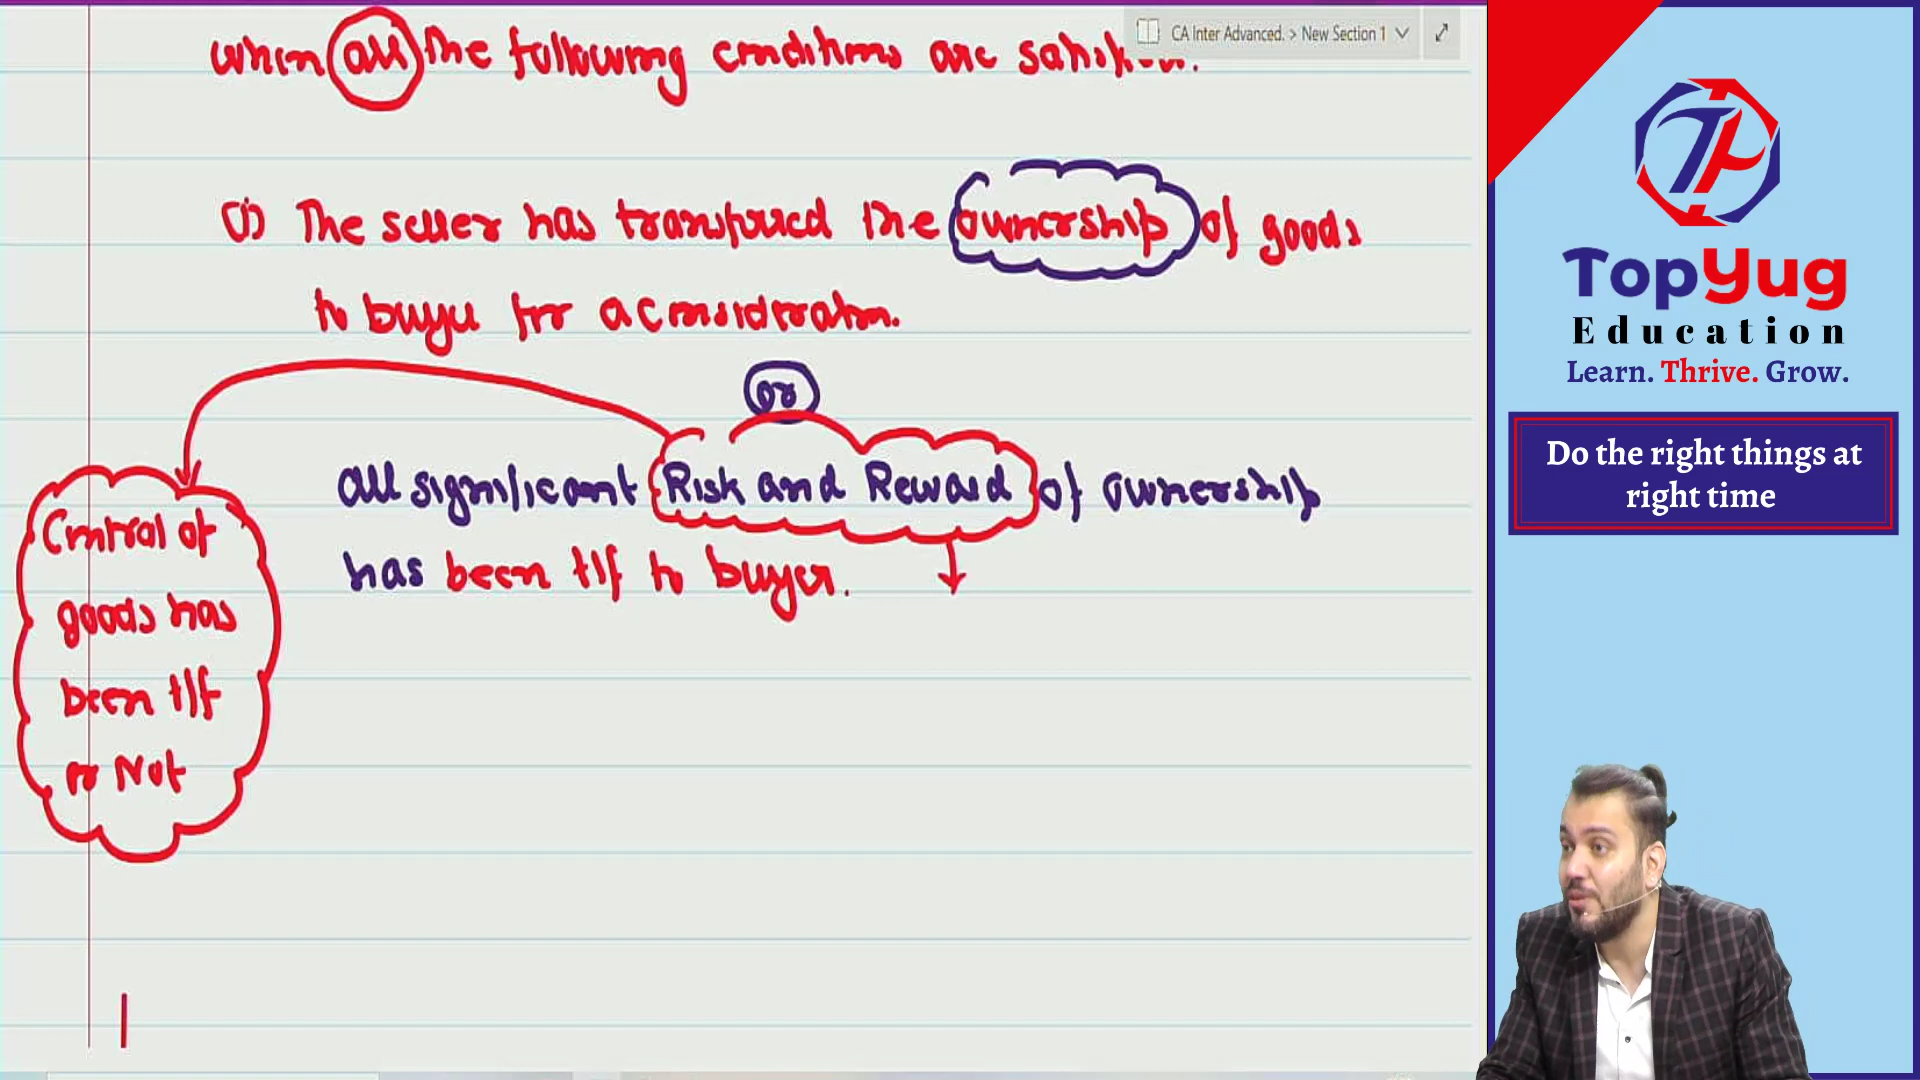 when all the following conditions are satisfied.
CA Inter Advanced. > New Section 1
(i) The seller has transferred the ownership of goods
to buyer for a consideration.
or
all significant Risk and Reward of ownership
has been t/f to buyer.
Control of
goods has
been t/f
or Not
TopYug
Education
Learn. Thrive. Grow.
Do the right things at
right time